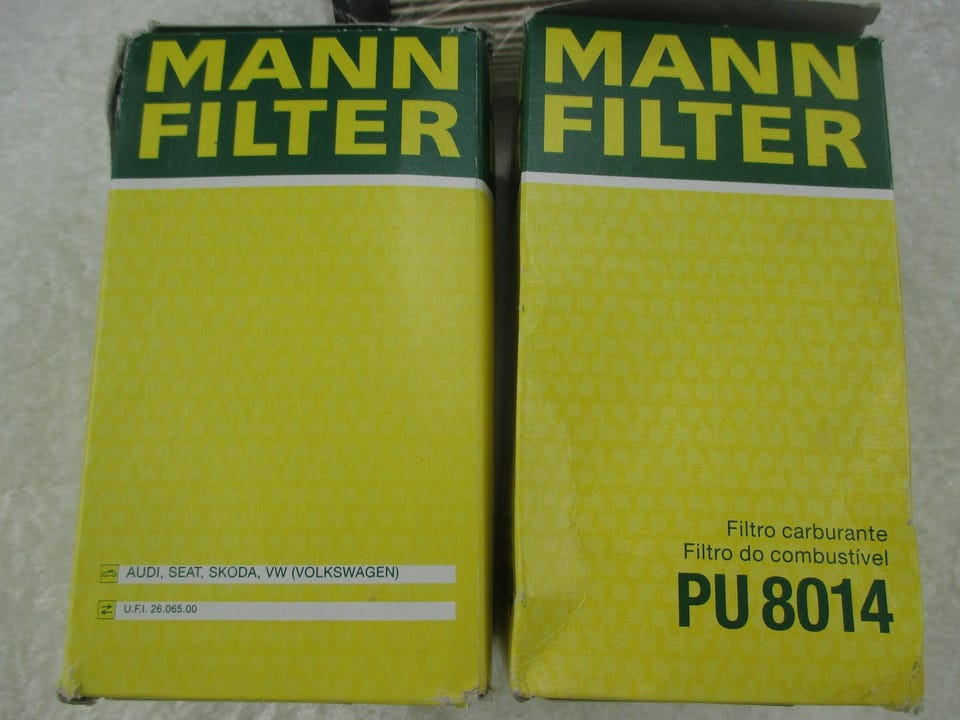 MANN
FILTER
AUDI, SEAT, SKODA, VW (VOLKSWAGEN)
U.F.I. 26.065.00
MANN
FILTER
Filtro carburante
Filtro do combustível
PU 8014